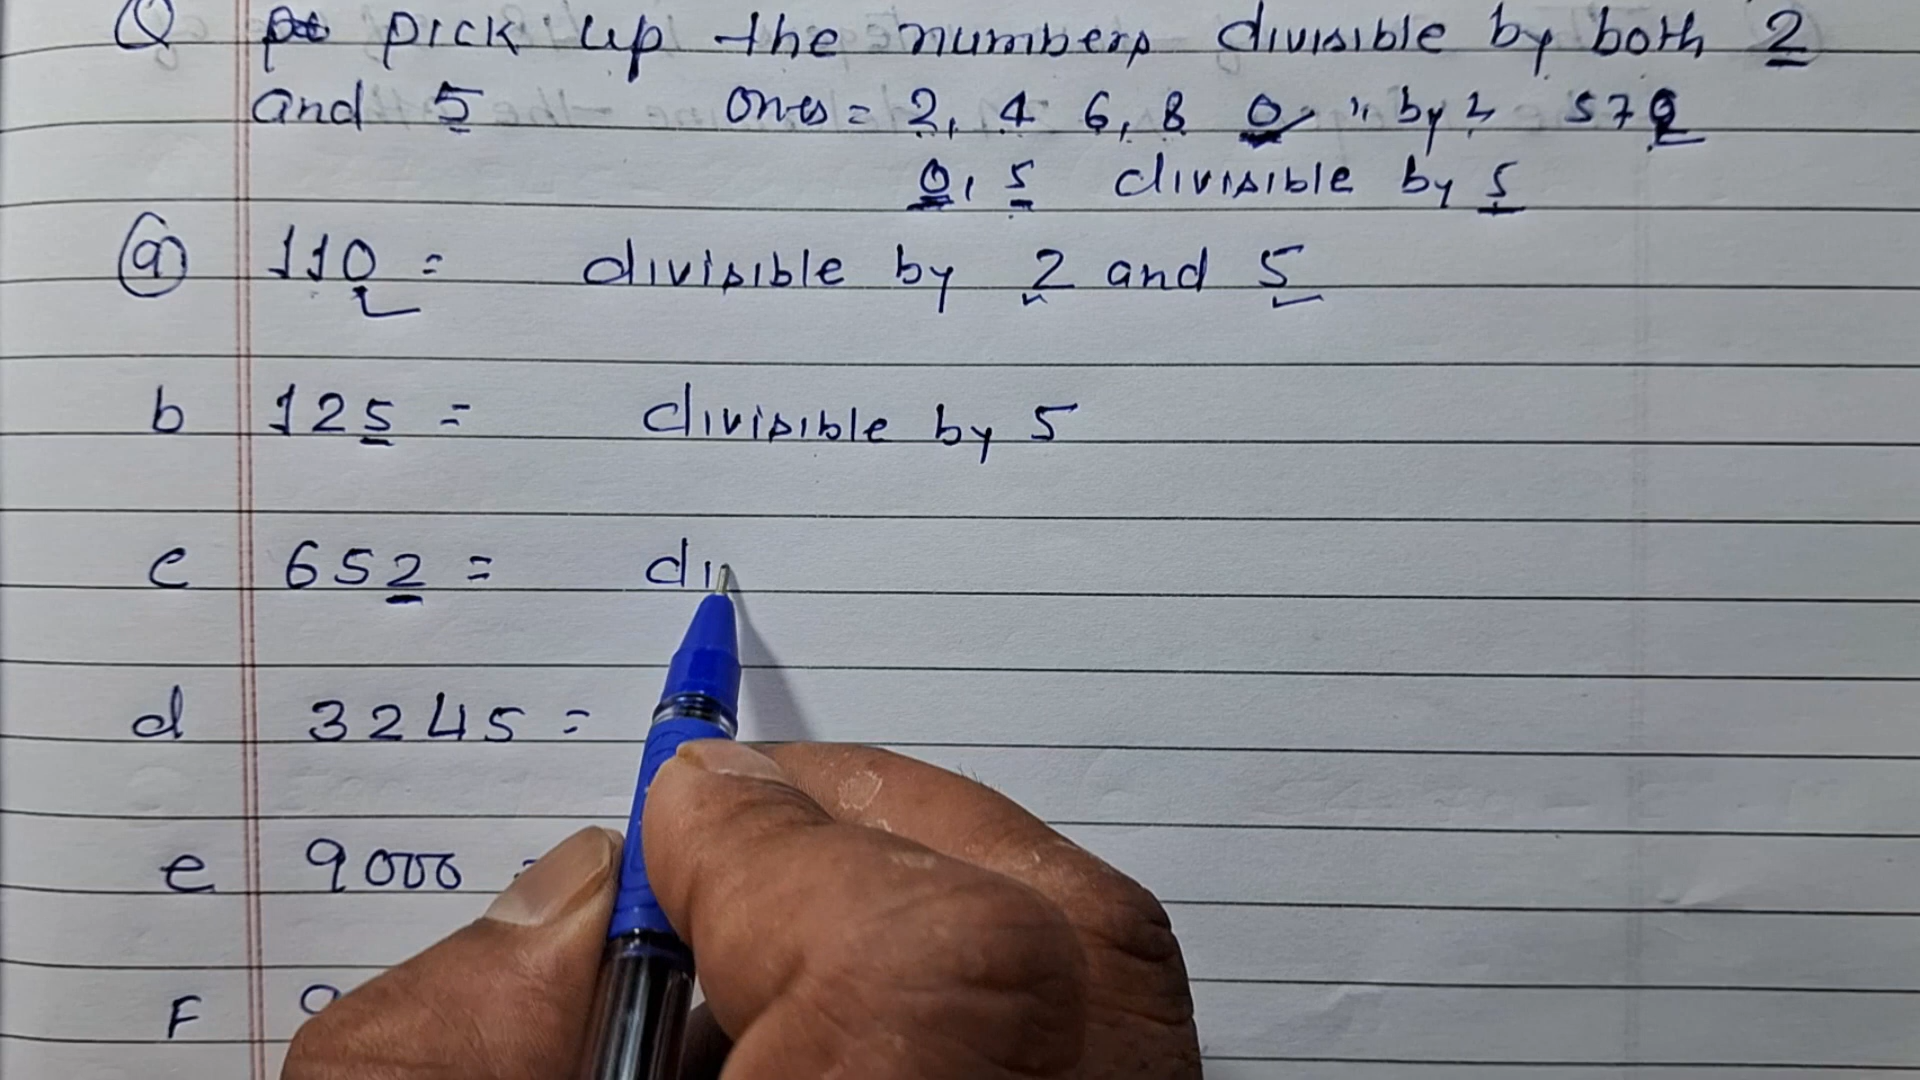 Q pick up the numbers divisible by both 2
and 5 ones = 2, 4 6, 8 0 " by 2 570
0, 5 divisible by 5
a 110 = divisible by 2 and 5
b 125 = divisible by 5
c 652 = di
d 3245 =
e 9000
F